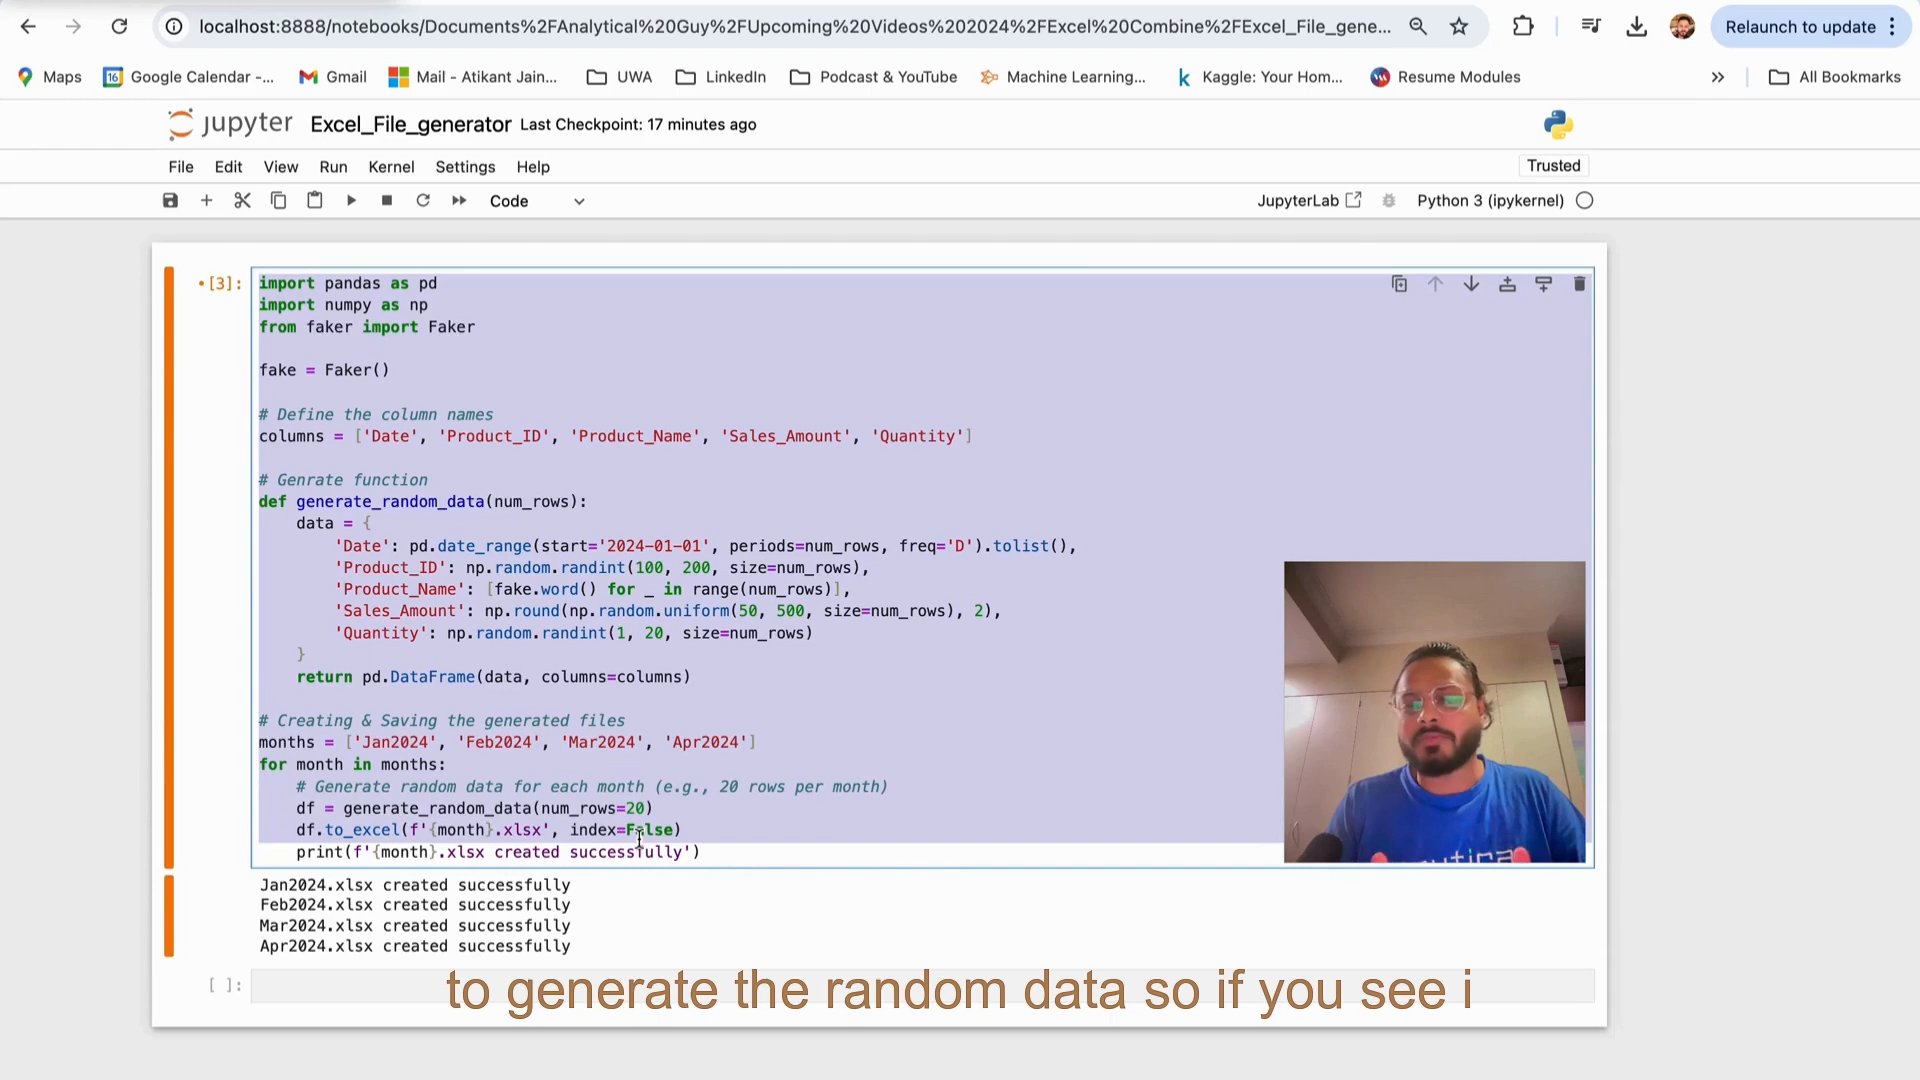 localhost:8888/notebooks/Documents%2FAnalytical%20Guy%2FUpcoming%20Videos%202024%2FExcel%20Combine%2FExcel_File_gene...
Relaunch to update
Maps
Google Calendar -...
Gmail
Mail - Atikant Jain...
UWA
LinkedIn
Podcast & YouTube
Machine Learning...
Kaggle: Your Hom...
Resume Modules
All Bookmarks
jupyter Excel_File_generator Last Checkpoint: 17 minutes ago
File Edit View Run Kernel Settings Help
Trusted
Code
JupyterLab
Python 3 (ipykernel)
[3]:
import pandas as pd
import numpy as np
from faker import Faker
fake = Faker()
# Define the column names
columns = ['Date', 'Product_ID', 'Product_Name', 'Sales_Amount', 'Quantity']
# Genrate function
def generate_random_data(num_rows):
data = {
'Date': pd.date_range(start='2024-01-01', periods=num_rows, freq='D').tolist(),
'Product_ID': np.random.randint(100, 200, size=num_rows),
'Product_Name': [fake.word() for _ in range(num_rows)],
'Sales_Amount': np.round(np.random.uniform(50, 500, size=num_rows), 2),
'Quantity': np.random.randint(1, 20, size=num_rows)
}
return pd.DataFrame(data, columns=columns)
# Creating & Saving the generated files
months = ['Jan2024', 'Feb2024', 'Mar2024', 'Apr2024']
for month in months:
# Generate random data for each month (e.g., 20 rows per month)
df = generate_random_data(num_rows=20)
df.to_excel(f'{month}.xlsx', index=False)
print(f'{month}.xlsx created successfully')
Jan2024.xlsx created successfully
Feb2024.xlsx created successfully
Mar2024.xlsx created successfully
Apr2024.xlsx created successfully
[ ]:
to generate the random data so if you see i